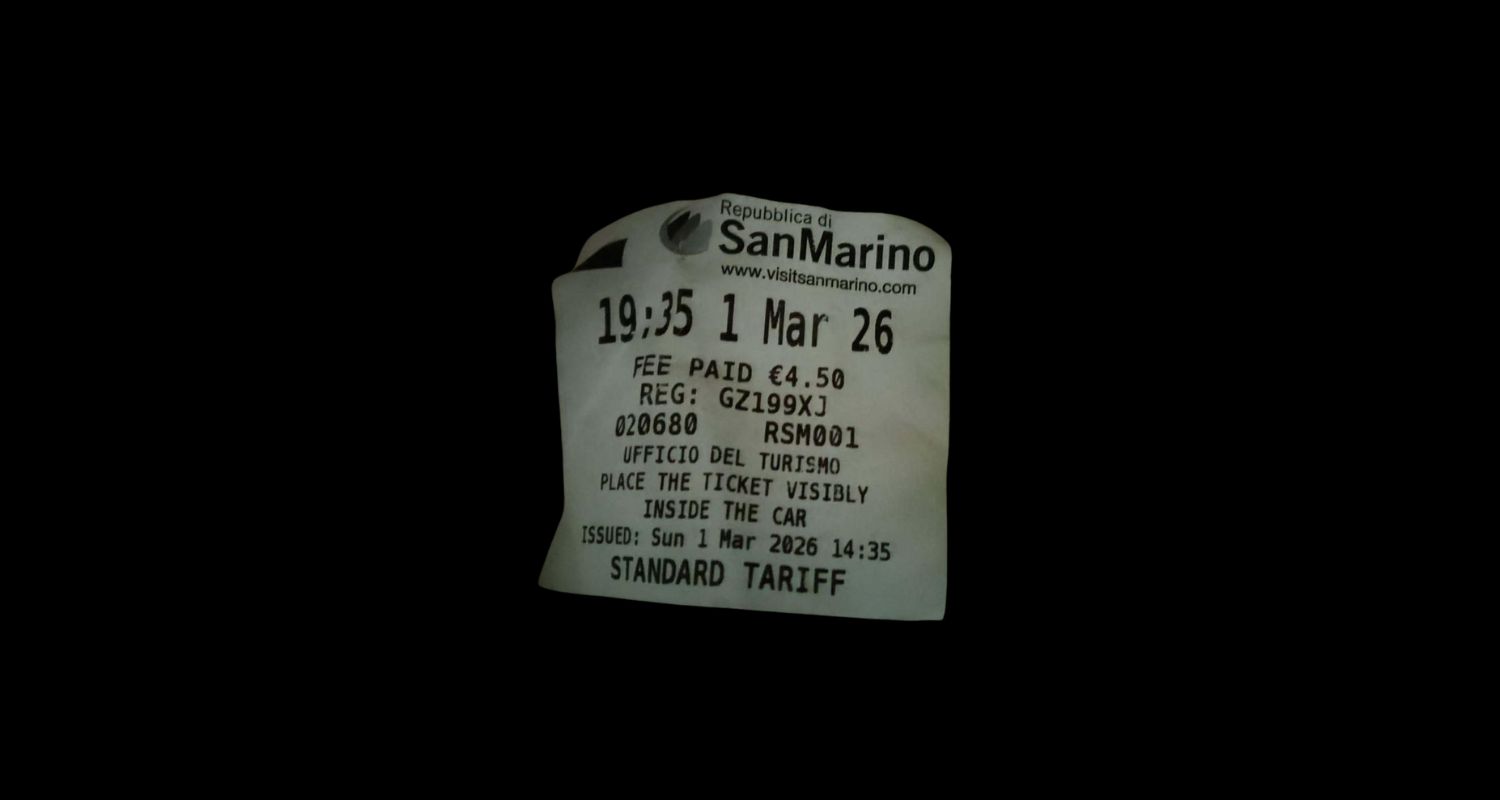 Repubblica di
SanMarino
www.visitsanmarino.com
19:35 1 Mar 26
FEE PAID €4.50
REG: GZ199XJ
020680 RSM001
UFFICIO DEL TURISMO
PLACE THE TICKET VISIBLY
INSIDE THE CAR
ISSUED: Sun 1 Mar 2026 14:35
STANDARD TARIFF